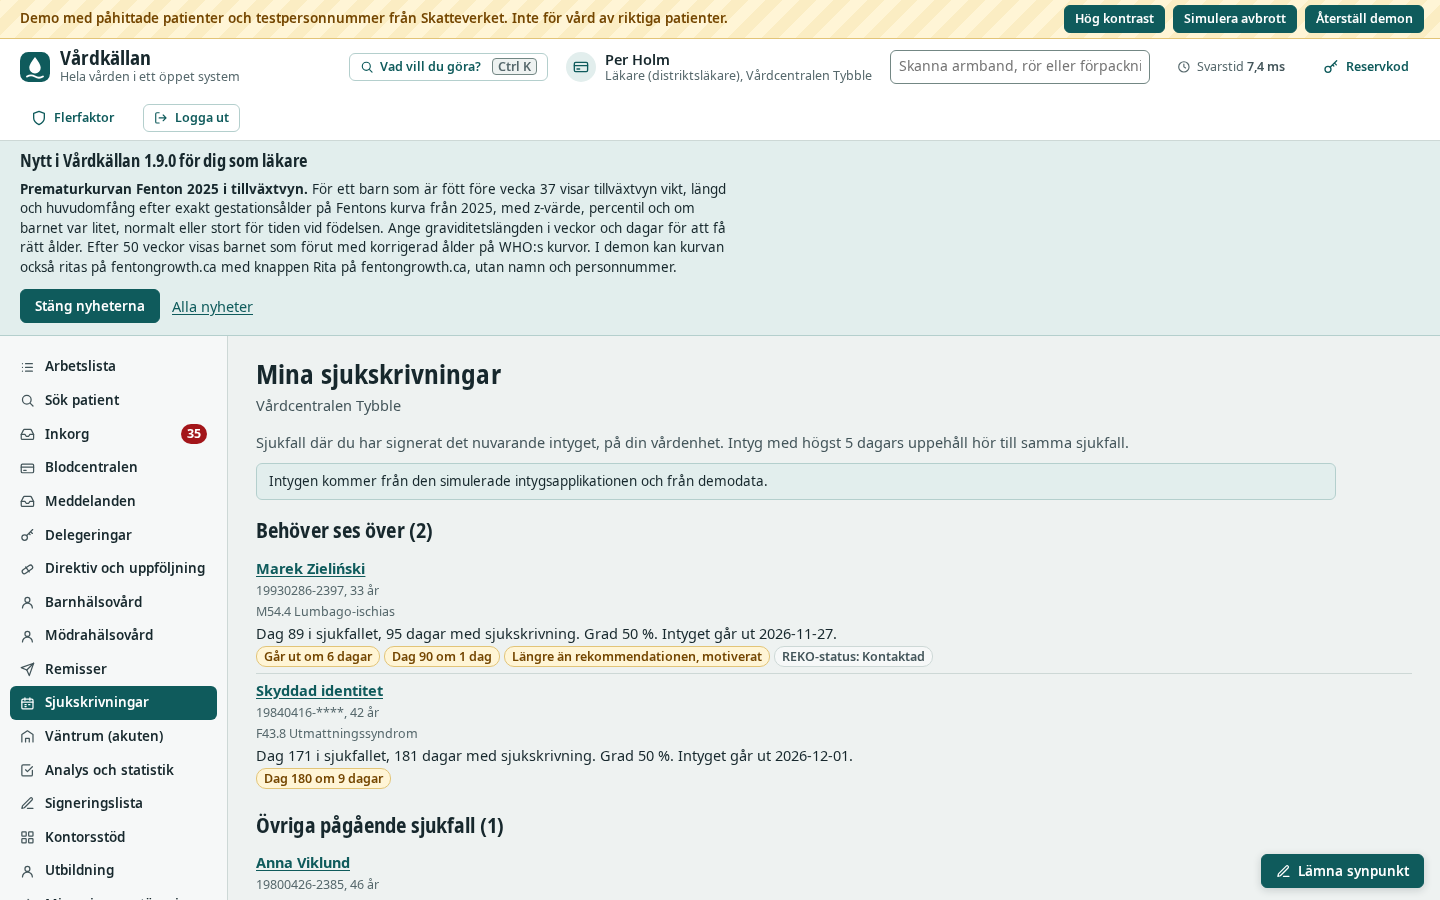 Demo med påhittade patienter och testpersonnummer från Skatteverket. Inte för vård av riktiga patienter.
Hög kontrast
Simulera avbrott
Återställ demon
Vårdkällan
Hela vården i ett öppet system
Vad vill du göra? Ctrl K
Per Holm
Läkare (distriktsläkare), Vårdcentralen Tybble
Skanna armband, rör eller förpackni
Svarstid 7,4 ms
Reservkod
Flerfaktor
Logga ut
Nytt i Vårdkällan 1.9.0 för dig som läkare
Prematurkurvan Fenton 2025 i tillväxtvyn. För ett barn som är fött före vecka 37 visar tillväxtvyn vikt, längd
och huvudomfång efter exakt gestationsålder på Fentons kurva från 2025, med z-värde, percentil och om
barnet var litet, normalt eller stort för tiden vid födelsen. Ange graviditetslängden i veckor och dagar för att få
rätt ålder. Efter 50 veckor visas barnet som förut med korrigerad ålder på WHO:s kurvor. I demon kan kurvan
också ritas på fentongrowth.ca med knappen Rita på fentongrowth.ca, utan namn och personnummer.
Stäng nyheterna
Alla nyheter
Arbetslista
Sök patient
Inkorg 35
Blodcentralen
Meddelanden
Delegeringar
Direktiv och uppföljning
Barnhälsovård
Mödrahälsovård
Remisser
Sjukskrivningar
Väntrum (akuten)
Analys och statistik
Signeringslista
Kontorsstöd
Utbildning
Mina sjukskrivningar
Vårdcentralen Tybble
Sjukfall där du har signerat det nuvarande intyget, på din vårdenhet. Intyg med högst 5 dagars uppehåll hör till samma sjukfall.
Intygen kommer från den simulerade intygsapplikationen och från demodata.
Behöver ses över (2)
Marek Zieliński
19930286-2397, 33 år
M54.4 Lumbago-ischias
Dag 89 i sjukfallet, 95 dagar med sjukskrivning. Grad 50 %. Intyget går ut 2026-11-27.
Går ut om 6 dagar
Dag 90 om 1 dag
Längre än rekommendationen, motiverat
REKO-status: Kontaktad
Skyddad identitet
19840416-****, 42 år
F43.8 Utmattningssyndrom
Dag 171 i sjukfallet, 181 dagar med sjukskrivning. Grad 50 %. Intyget går ut 2026-12-01.
Dag 180 om 9 dagar
Övriga pågående sjukfall (1)
Anna Viklund
19800426-2385, 46 år
Lämna synpunkt